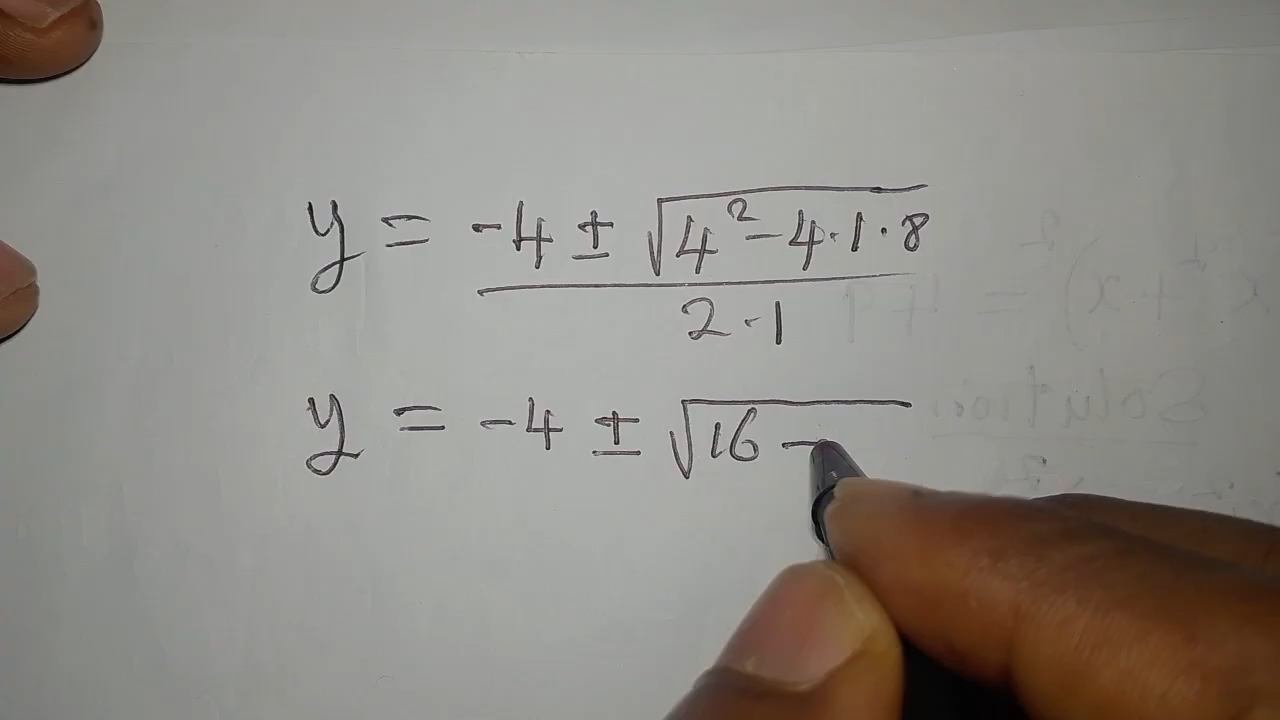 y = -4 ± √4² - 4·1·8
2·1
y = -4 ± √16 -